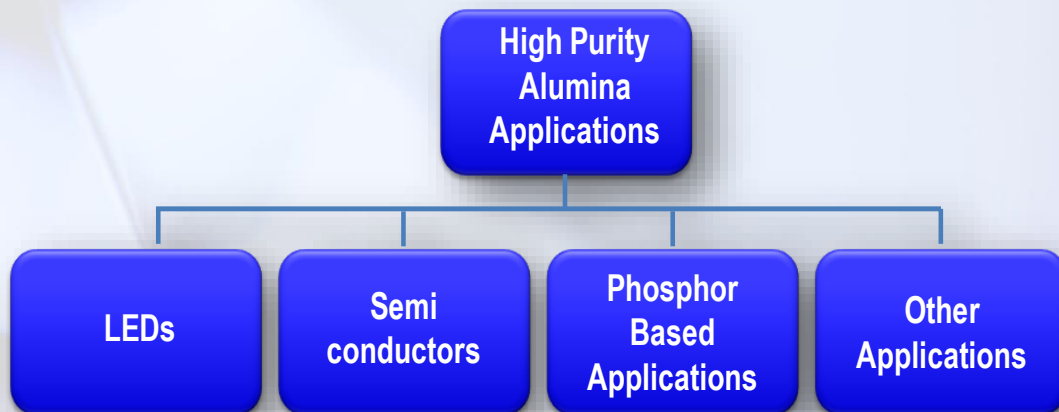 High Purity
Alumina
Applications
LEDs
Semi
conductors
Phosphor
Based
Applications
Other
Applications